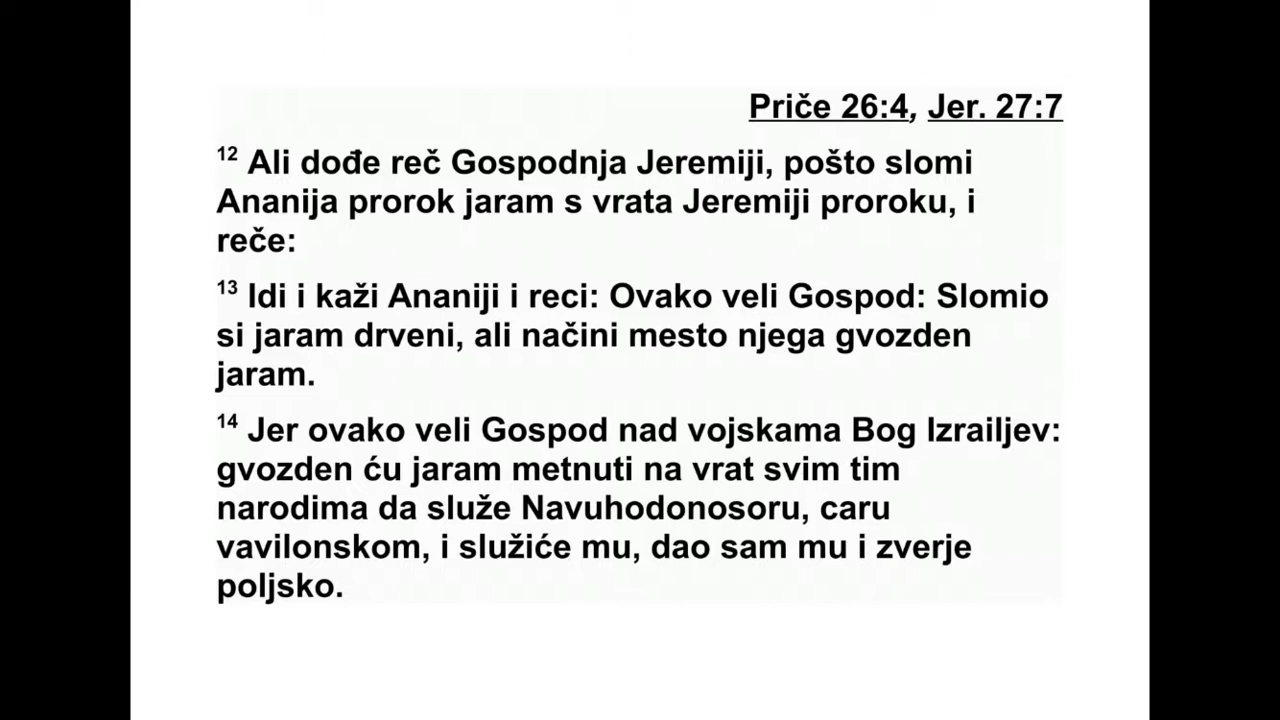 Priče 26:4, Jer. 27:7
12 Ali dođe reč Gospodnja Jeremiji, pošto slomi
Ananija prorok jaram s vrata Jeremiji proroku, i
reče:
13 Idi i kaži Ananiji i reci: Ovako veli Gospod: Slomio
si jaram drveni, ali načini mesto njega gvozden
jaram.
14 Jer ovako veli Gospod nad vojskama Bog Izrailjev:
gvozden ću jaram metnuti na vrat svim tim
narodima da služe Navuhodonosoru, caru
vavilonskom, i služiće mu, dao sam mu i zverje
poljsko.